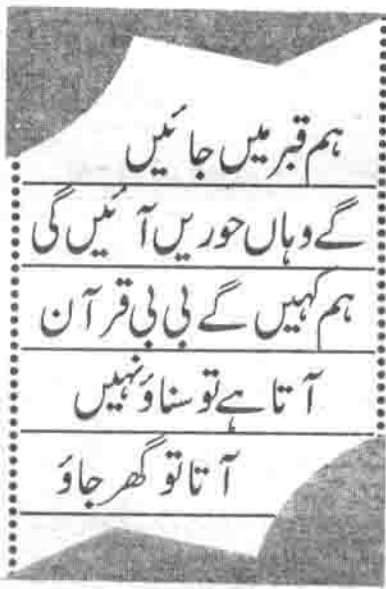 ہم قبر میں جائیں
گے وہاں حوریں آئیں گی
ہم کہیں گے بی بی قرآن
آتا ہے تو سناؤ نہیں
آتا تو گھر جاؤ